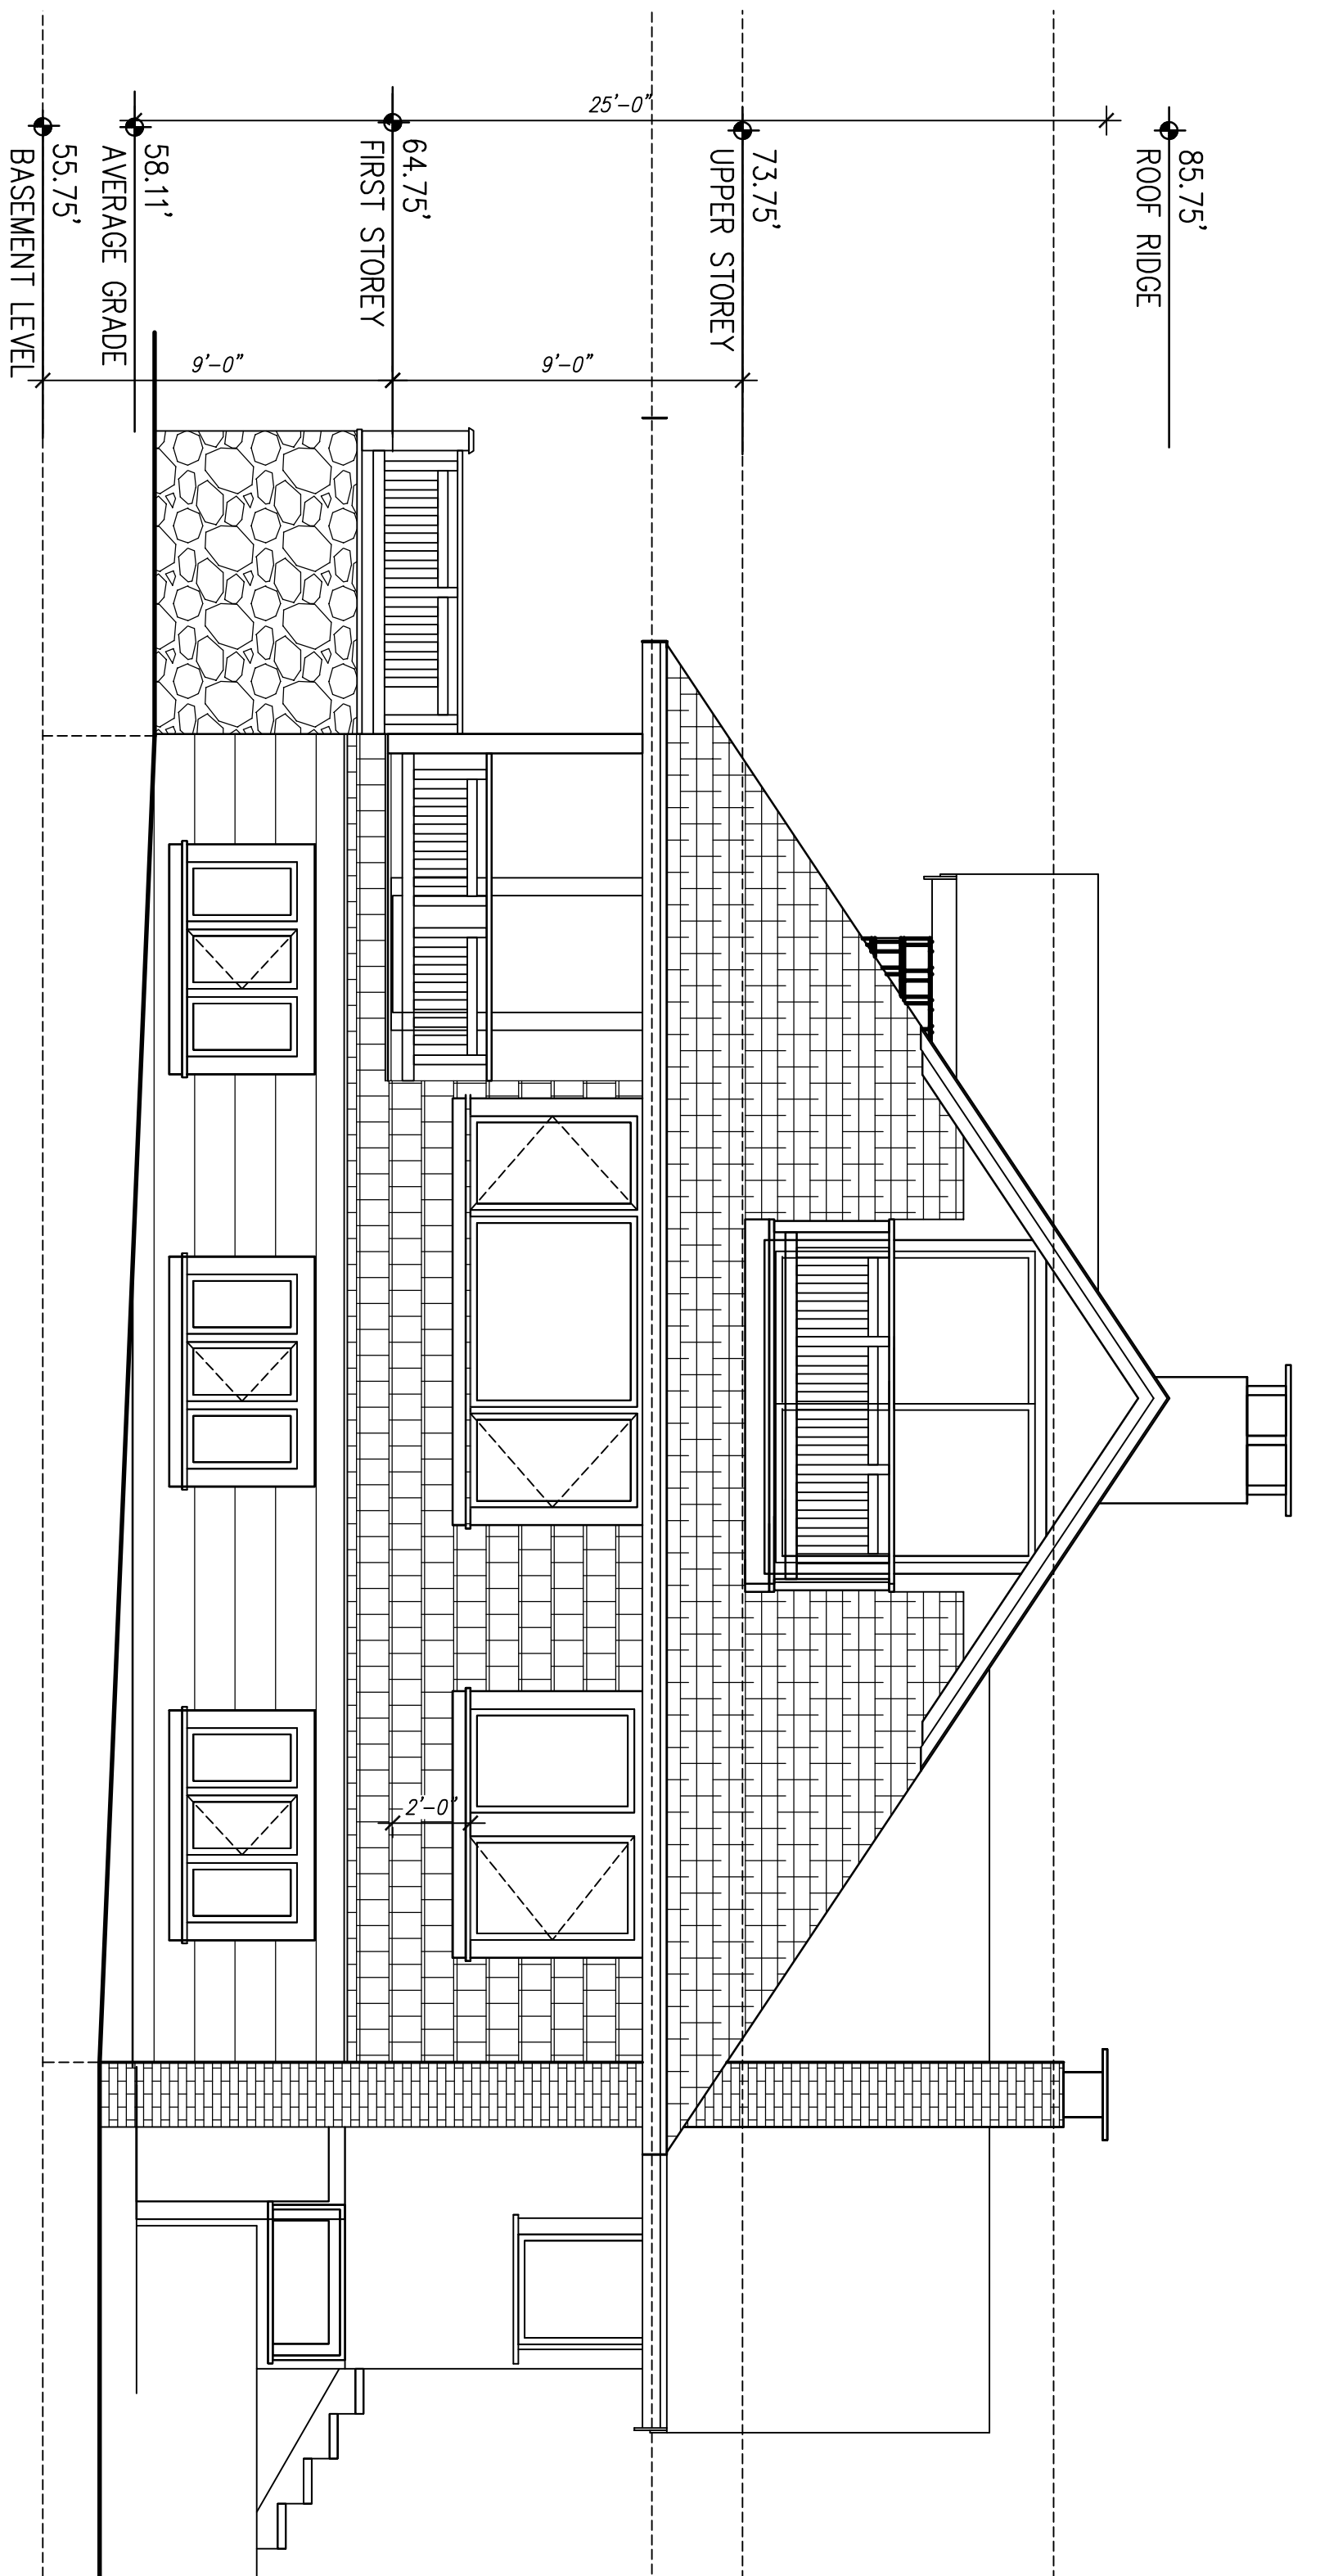 85.75'
ROOF RIDGE
73.75'
UPPER STOREY
64.75'
FIRST STOREY
58.11'
AVERAGE GRADE
55.75'
BASEMENT LEVEL
25'-0"
9'-0"
9'-0"
2'-0"